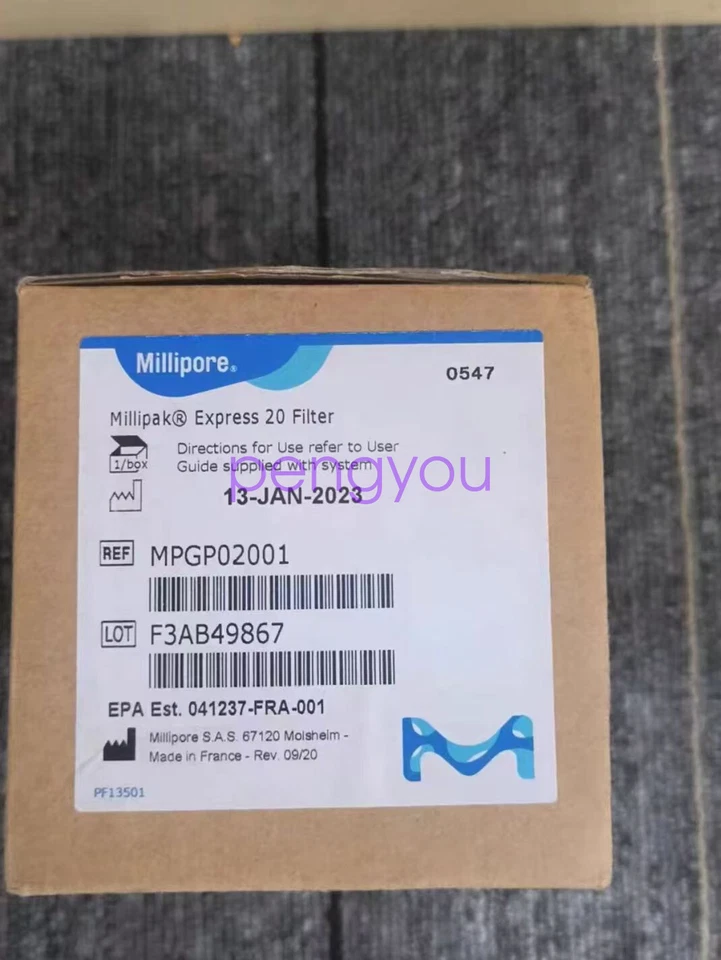 Millipore®
0547
Millipak® Express 20 Filter
1/box
Directions for Use refer to User
Guide supplied with system
pengyou
13-JAN-2023
REF MPGP02001
LOT F3AB49867
EPA Est. 041237-FRA-001
Millipore S.A.S. 67120 Molsheim -
Made in France - Rev. 09/20
PF13501
M